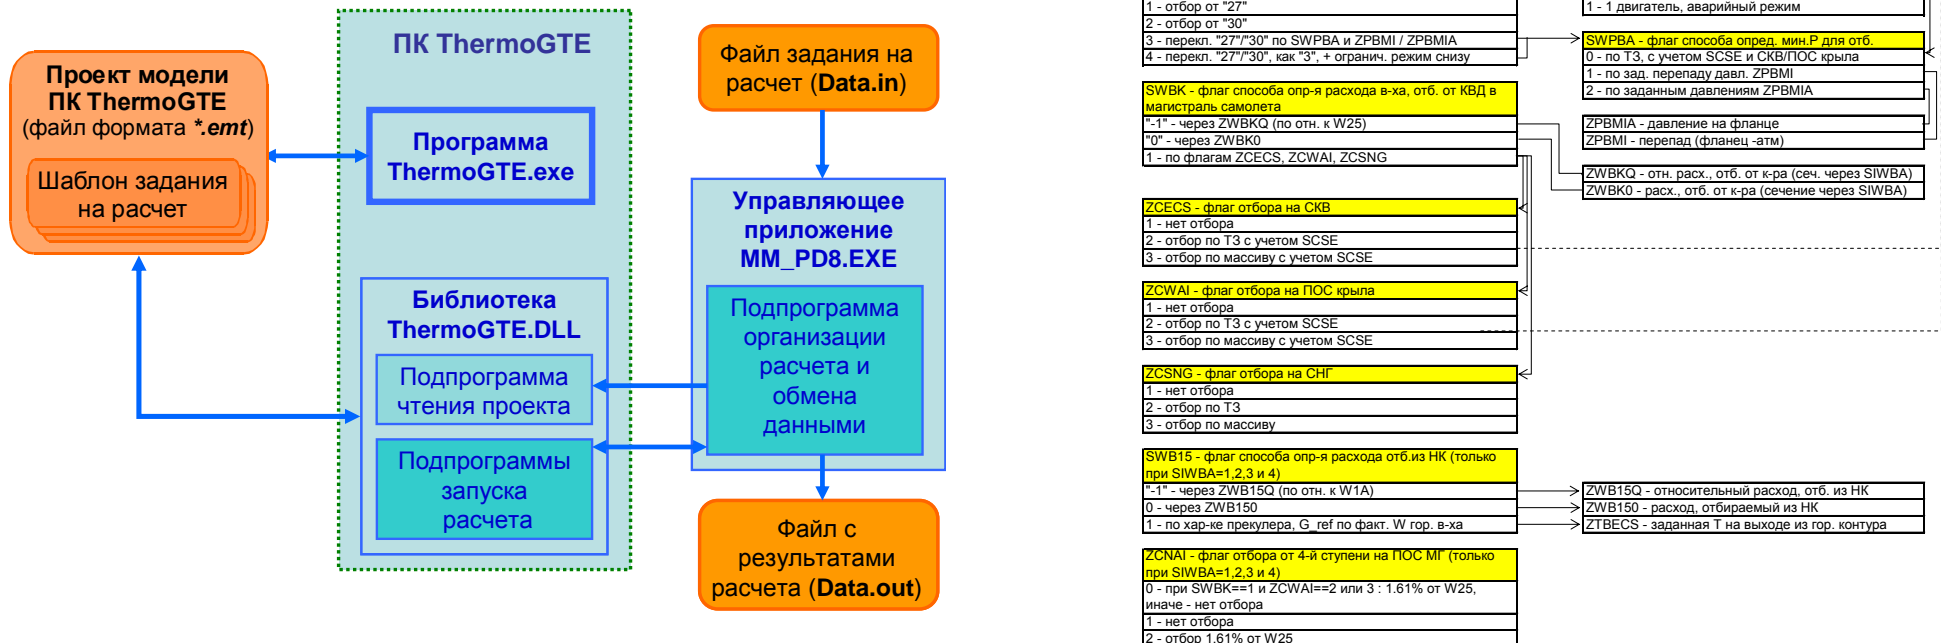 Проект модели
ПК ThermoGTE
(файл формата *.emt)
Шаблон задания
на расчет
ПК ThermoGTE
Программа
ThermoGTE.exe
Библиотека
ThermoGTE.DLL
Подпрограмма
чтения проекта
Подпрограммы
запуска
расчета
Файл задания на
расчет (Data.in)
Управляющее
приложение
MM_PD8.EXE
Подпрограмма
организации
расчета и
обмена
данными
Файл с
результатами
расчета (Data.out)
1 - отбор от "27"
2 - отбор от "30"
3 - перекл. "27"/"30" по SWPBA и ZPBMI / ZPBMIA
4 - перекл. "27"/"30", как "3", + огранич. режим снизу
SWBK - флаг способа опр-я расхода в-ха, отб. от КВД в
магистраль самолета
"-1" - через ZWBKQ (по отн. к W25)
"0" - через ZWBK0
1 - по флагам ZCECS, ZCWAI, ZCSNG
ZCECS - флаг отбора на СКВ
1 - нет отбора
2 - отбор по ТЗ с учетом SCSE
3 - отбор по массиву с учетом SCSE
ZCWAI - флаг отбора на ПОС крыла
1 - нет отбора
2 - отбор по ТЗ с учетом SCSE
3 - отбор по массиву с учетом SCSE
ZCSNG - флаг отбора на СНГ
1 - нет отбора
2 - отбор по ТЗ
3 - отбор по массиву
SWB15 - флаг способа опр-я расхода отб.из НК (только
при SIWBA=1,2,3 и 4)
"-1" - через ZWB15Q (по отн. к W1A)
0 - через ZWB150
1 - по хар-ке прекулера, G_ref по факт. W гор. в-ха
ZCNAI - флаг отбора от 4-й ступени на ПОС МГ (только
при SIWBA=1,2,3 и 4)
0 - при SWBK==1 и ZCWAI==2 или 3 : 1.61% от W25,
иначе - нет отбора
1 - нет отбора
2 - отбор 1.61% от W25
1 - 1 двигатель, аварийный режим
SWPBA - флаг способа опред. мин.Р для отб.
0 - по ТЗ, с учетом SCSE и СКВ/ПОС крыла
1 - по зад. перепаду давл. ZPBMI
2 - по заданным давлениям ZPBMIA
ZPBMIA - давление на фланце
ZPBMI - перепад (фланец -атм)
ZWBKQ - отн. расх., отб. от к-ра (сеч. через SIWBA)
ZWBK0 - расх., отб. от к-ра (сечение через SIWBA)
ZWB15Q - относительный расход, отб. из НК
ZWB150 - расход, отбираемый из НК
ZTBECS - заданная Т на выходе из гор. контура